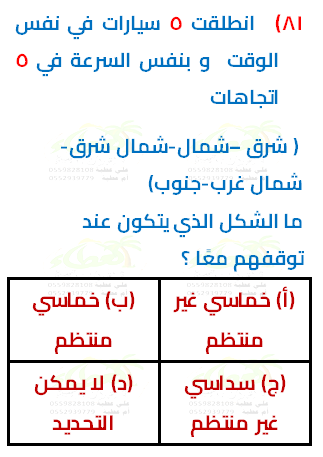 ٨١) انطلقت ٥ سيارات في نفس
الوقت و بنفس السرعة في ٥
اتجاهات
( شرق –شمال-شمال شرق-
شمال غرب-جنوب)
ما الشكل الذي يتكون عند
توقفهم معًا ؟
(أ) خماسي غير منتظم
(ب) خماسي منتظم
(ج) سداسي غير منتظم
(د) لا يمكن التحديد